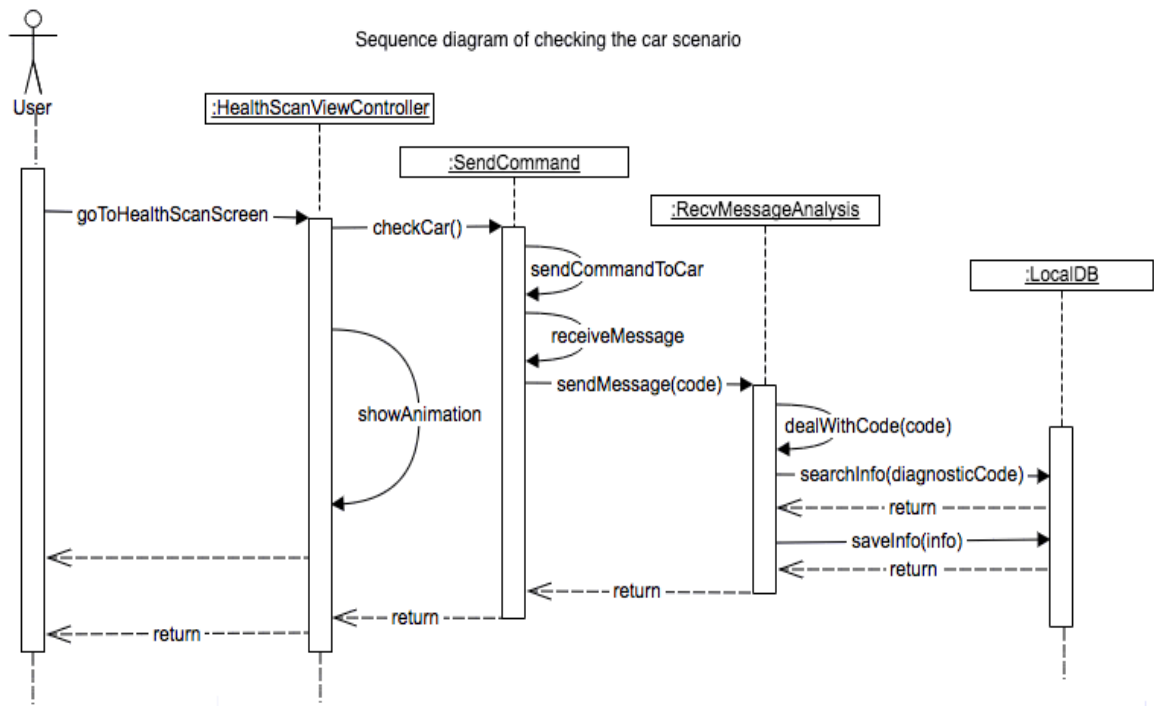 Sequence diagram of checking the car scenario
User
:HealthScanViewController
:SendCommand
:RecvMessageAnalysis
:LocalDB
goToHealthScanScreen
checkCar()
sendCommandToCar
receiveMessage
sendMessage(code)
showAnimation
dealWithCode(code)
searchInfo(diagnosticCode)
return
saveInfo(info)
return
return
return
return